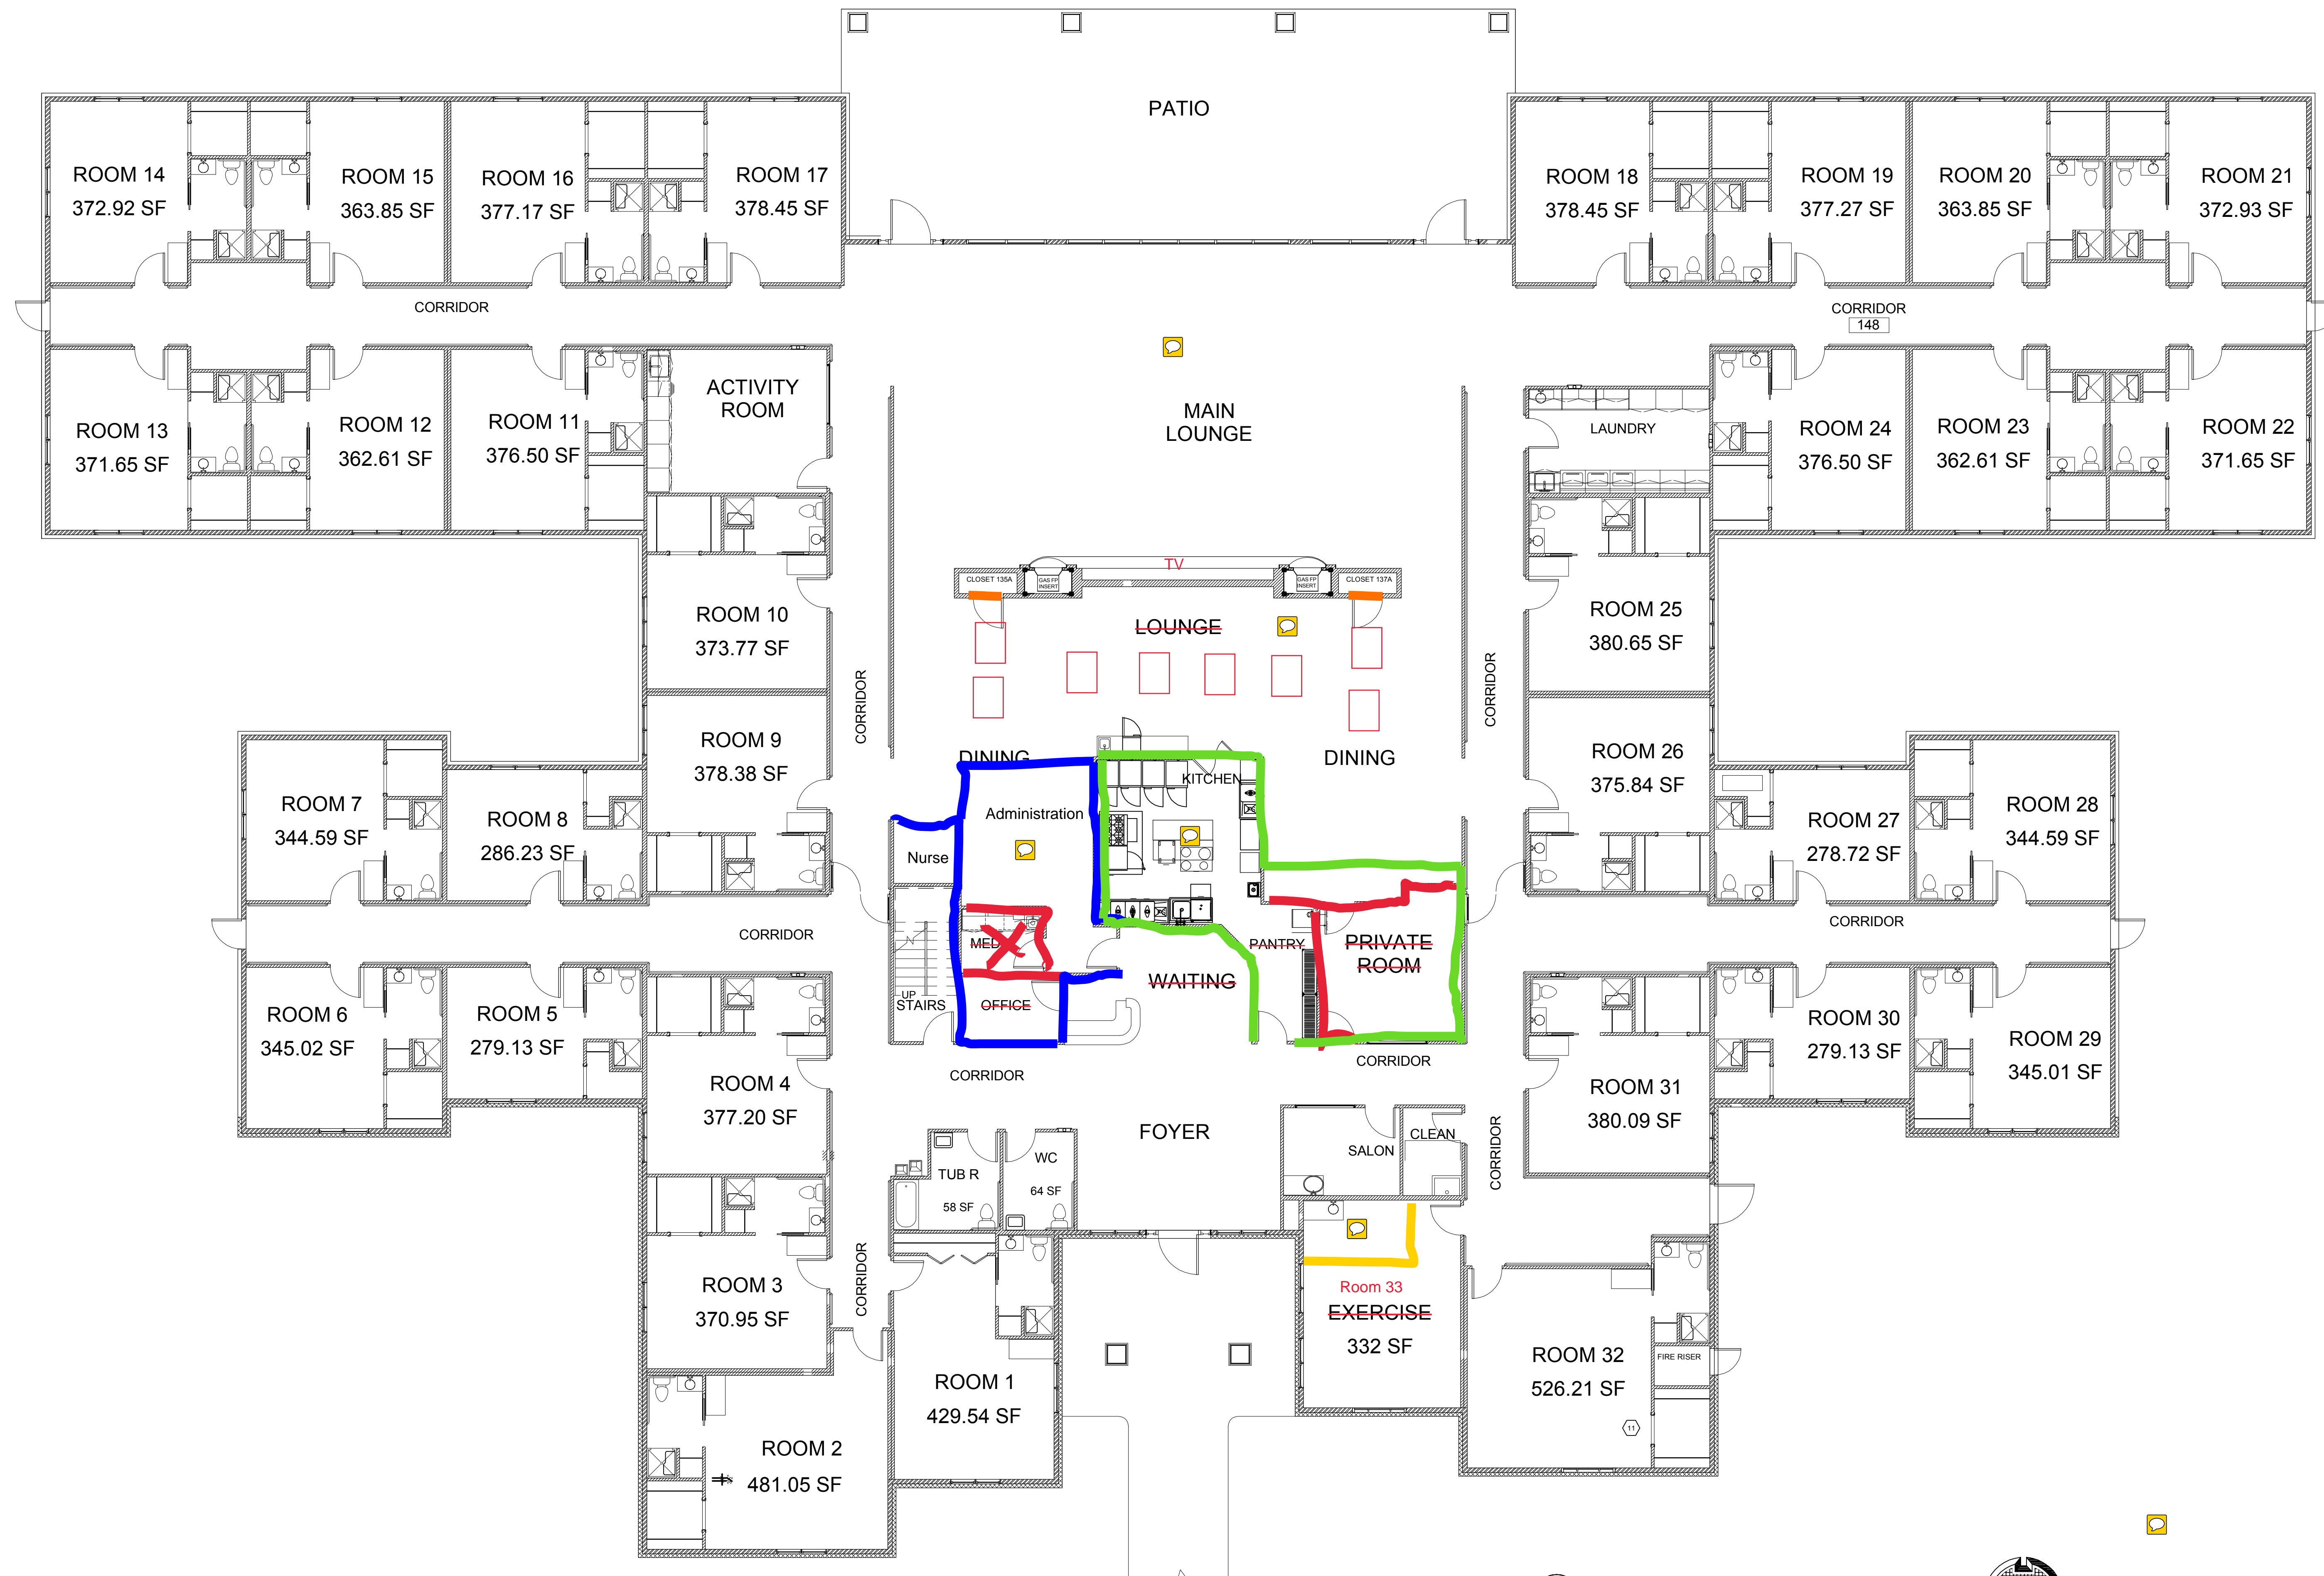 PATIO
ROOM 14
372.92 SF
ROOM 15
363.85 SF
ROOM 16
377.17 SF
ROOM 17
378.45 SF
ROOM 18
378.45 SF
ROOM 19
377.27 SF
ROOM 20
363.85 SF
ROOM 21
372.93 SF
CORRIDOR
CORRIDOR
148
ROOM 13
371.65 SF
ROOM 12
362.61 SF
ROOM 11
376.50 SF
ACTIVITY
ROOM
MAIN
LOUNGE
LAUNDRY
ROOM 24
376.50 SF
ROOM 23
362.61 SF
ROOM 22
371.65 SF
TV
CLOSET 135A
GAS FP
INSERT
GAS FP
INSERT
CLOSET 137A
LOUNGE
ROOM 10
373.77 SF
ROOM 25
380.65 SF
CORRIDOR
CORRIDOR
ROOM 9
378.38 SF
DINING
DINING
KITCHEN
ROOM 26
375.84 SF
ROOM 7
344.59 SF
ROOM 8
286.23 SF
Administration
Nurse
ROOM 27
278.72 SF
ROOM 28
344.59 SF
CORRIDOR
MED
PANTRY
PRIVATE
ROOM
CORRIDOR
WAITING
UP
STAIRS
OFFICE
ROOM 6
345.02 SF
ROOM 5
279.13 SF
ROOM 30
279.13 SF
ROOM 29
345.01 SF
CORRIDOR
CORRIDOR
ROOM 4
377.20 SF
ROOM 31
380.09 SF
FOYER
TUB R
58 SF
WC
64 SF
SALON
CLEAN
CORRIDOR
CORRIDOR
ROOM 3
370.95 SF
Room 33
EXERCISE
332 SF
ROOM 1
429.54 SF
ROOM 32
526.21 SF
FIRE RISER
11
ROOM 2
481.05 SF